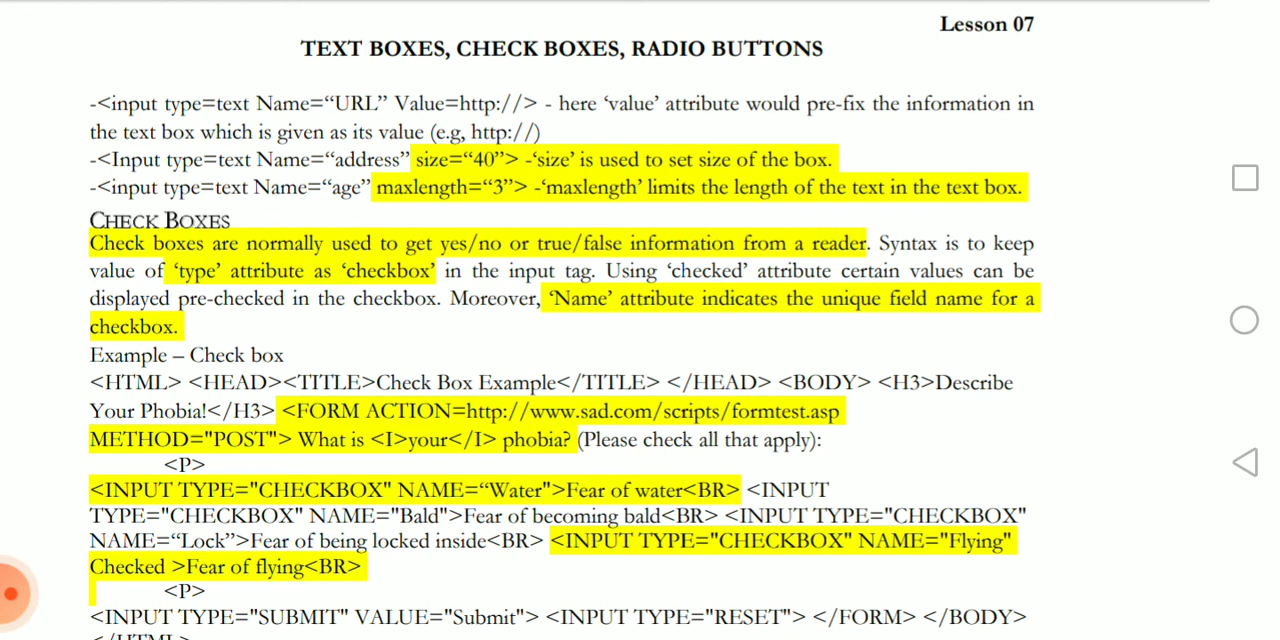 Lesson 07
TEXT BOXES, CHECK BOXES, RADIO BUTTONS
-<input type=text Name=“URL” Value=http://> - here ‘value’ attribute would pre-fix the information in
the text box which is given as its value (e.g, http://)
-<Input type=text Name=“address” size=“40”> -‘size’ is used to set size of the box.
-<input type=text Name=“age” maxlength=“3”> -‘maxlength’ limits the length of the text in the text box.
CHECK BOXES
Check boxes are normally used to get yes/no or true/false information from a reader. Syntax is to keep
value of ‘type’ attribute as ‘checkbox’ in the input tag. Using ‘checked’ attribute certain values can be
displayed pre-checked in the checkbox. Moreover, ‘Name’ attribute indicates the unique field name for a
checkbox.
Example – Check box
<HTML> <HEAD><TITLE>Check Box Example</TITLE> </HEAD> <BODY> <H3>Describe
Your Phobia!</H3> <FORM ACTION=http://www.sad.com/scripts/formtest.asp
METHOD="POST"> What is <I>your</I> phobia? (Please check all that apply):
<P>
<INPUT TYPE="CHECKBOX" NAME=“Water">Fear of water<BR> <INPUT
TYPE="CHECKBOX" NAME="Bald">Fear of becoming bald<BR> <INPUT TYPE="CHECKBOX"
NAME=“Lock”>Fear of being locked inside<BR> <INPUT TYPE="CHECKBOX" NAME="Flying"
Checked >Fear of flying<BR>
<P>
<INPUT TYPE="SUBMIT" VALUE="Submit"> <INPUT TYPE="RESET"> </FORM> </BODY>
</HTML>